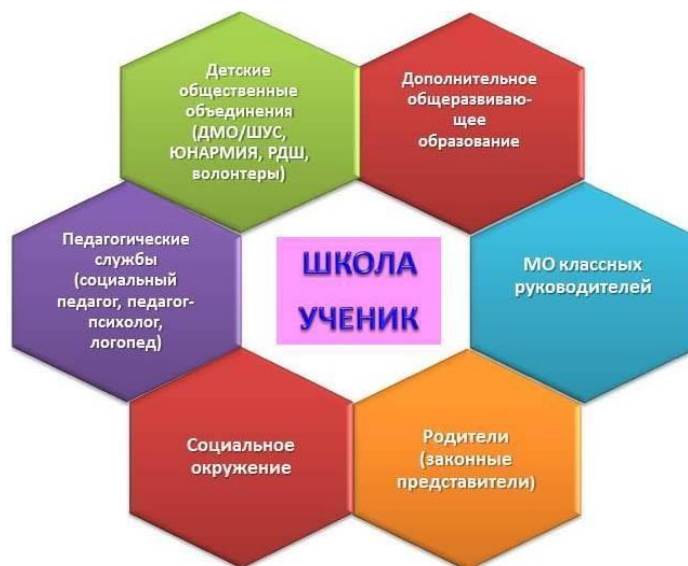 Детские
общественные
объединения
(ДМО/ШУС,
ЮНАРМИЯ, РДШ,
волонтеры)
Дополнительное
общеразвиваю-
щее
образование
Педагогические
службы
(социальный
педагог, педагог-
психолог,
логопед)
ШКОЛА
УЧЕНИК
МО классных
руководителей
Социальное
окружение
Родители
(законные
представители)